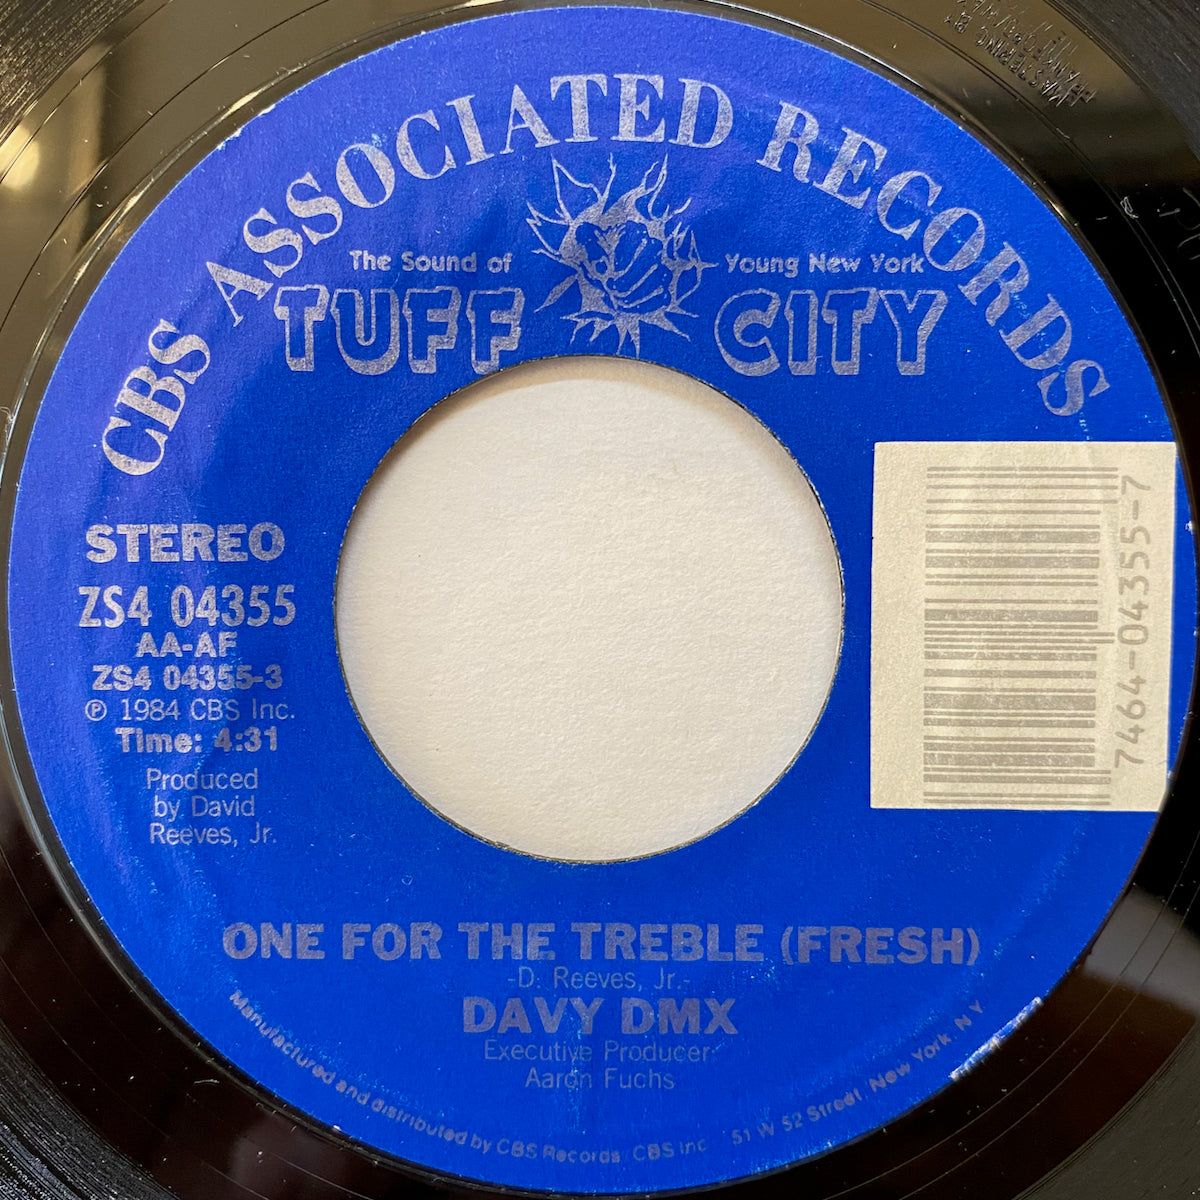 CBS ASSOCIATED RECORDS
The Sound of Young New York
TUFF CITY
STEREO
ZS4 04355
AA-AF
ZS4 04355-3
℗ 1984 CBS Inc.
Time: 4:31
Produced
by David
Reeves, Jr.
7464-04355-7
ONE FOR THE TREBLE (FRESH)
-D. Reeves, Jr.-
DAVY DMX
Executive Producer:
Aaron Fuchs
Manufactured and distributed by CBS Records CBS Inc 51 W 52 Street New York N Y
MASTERING BY